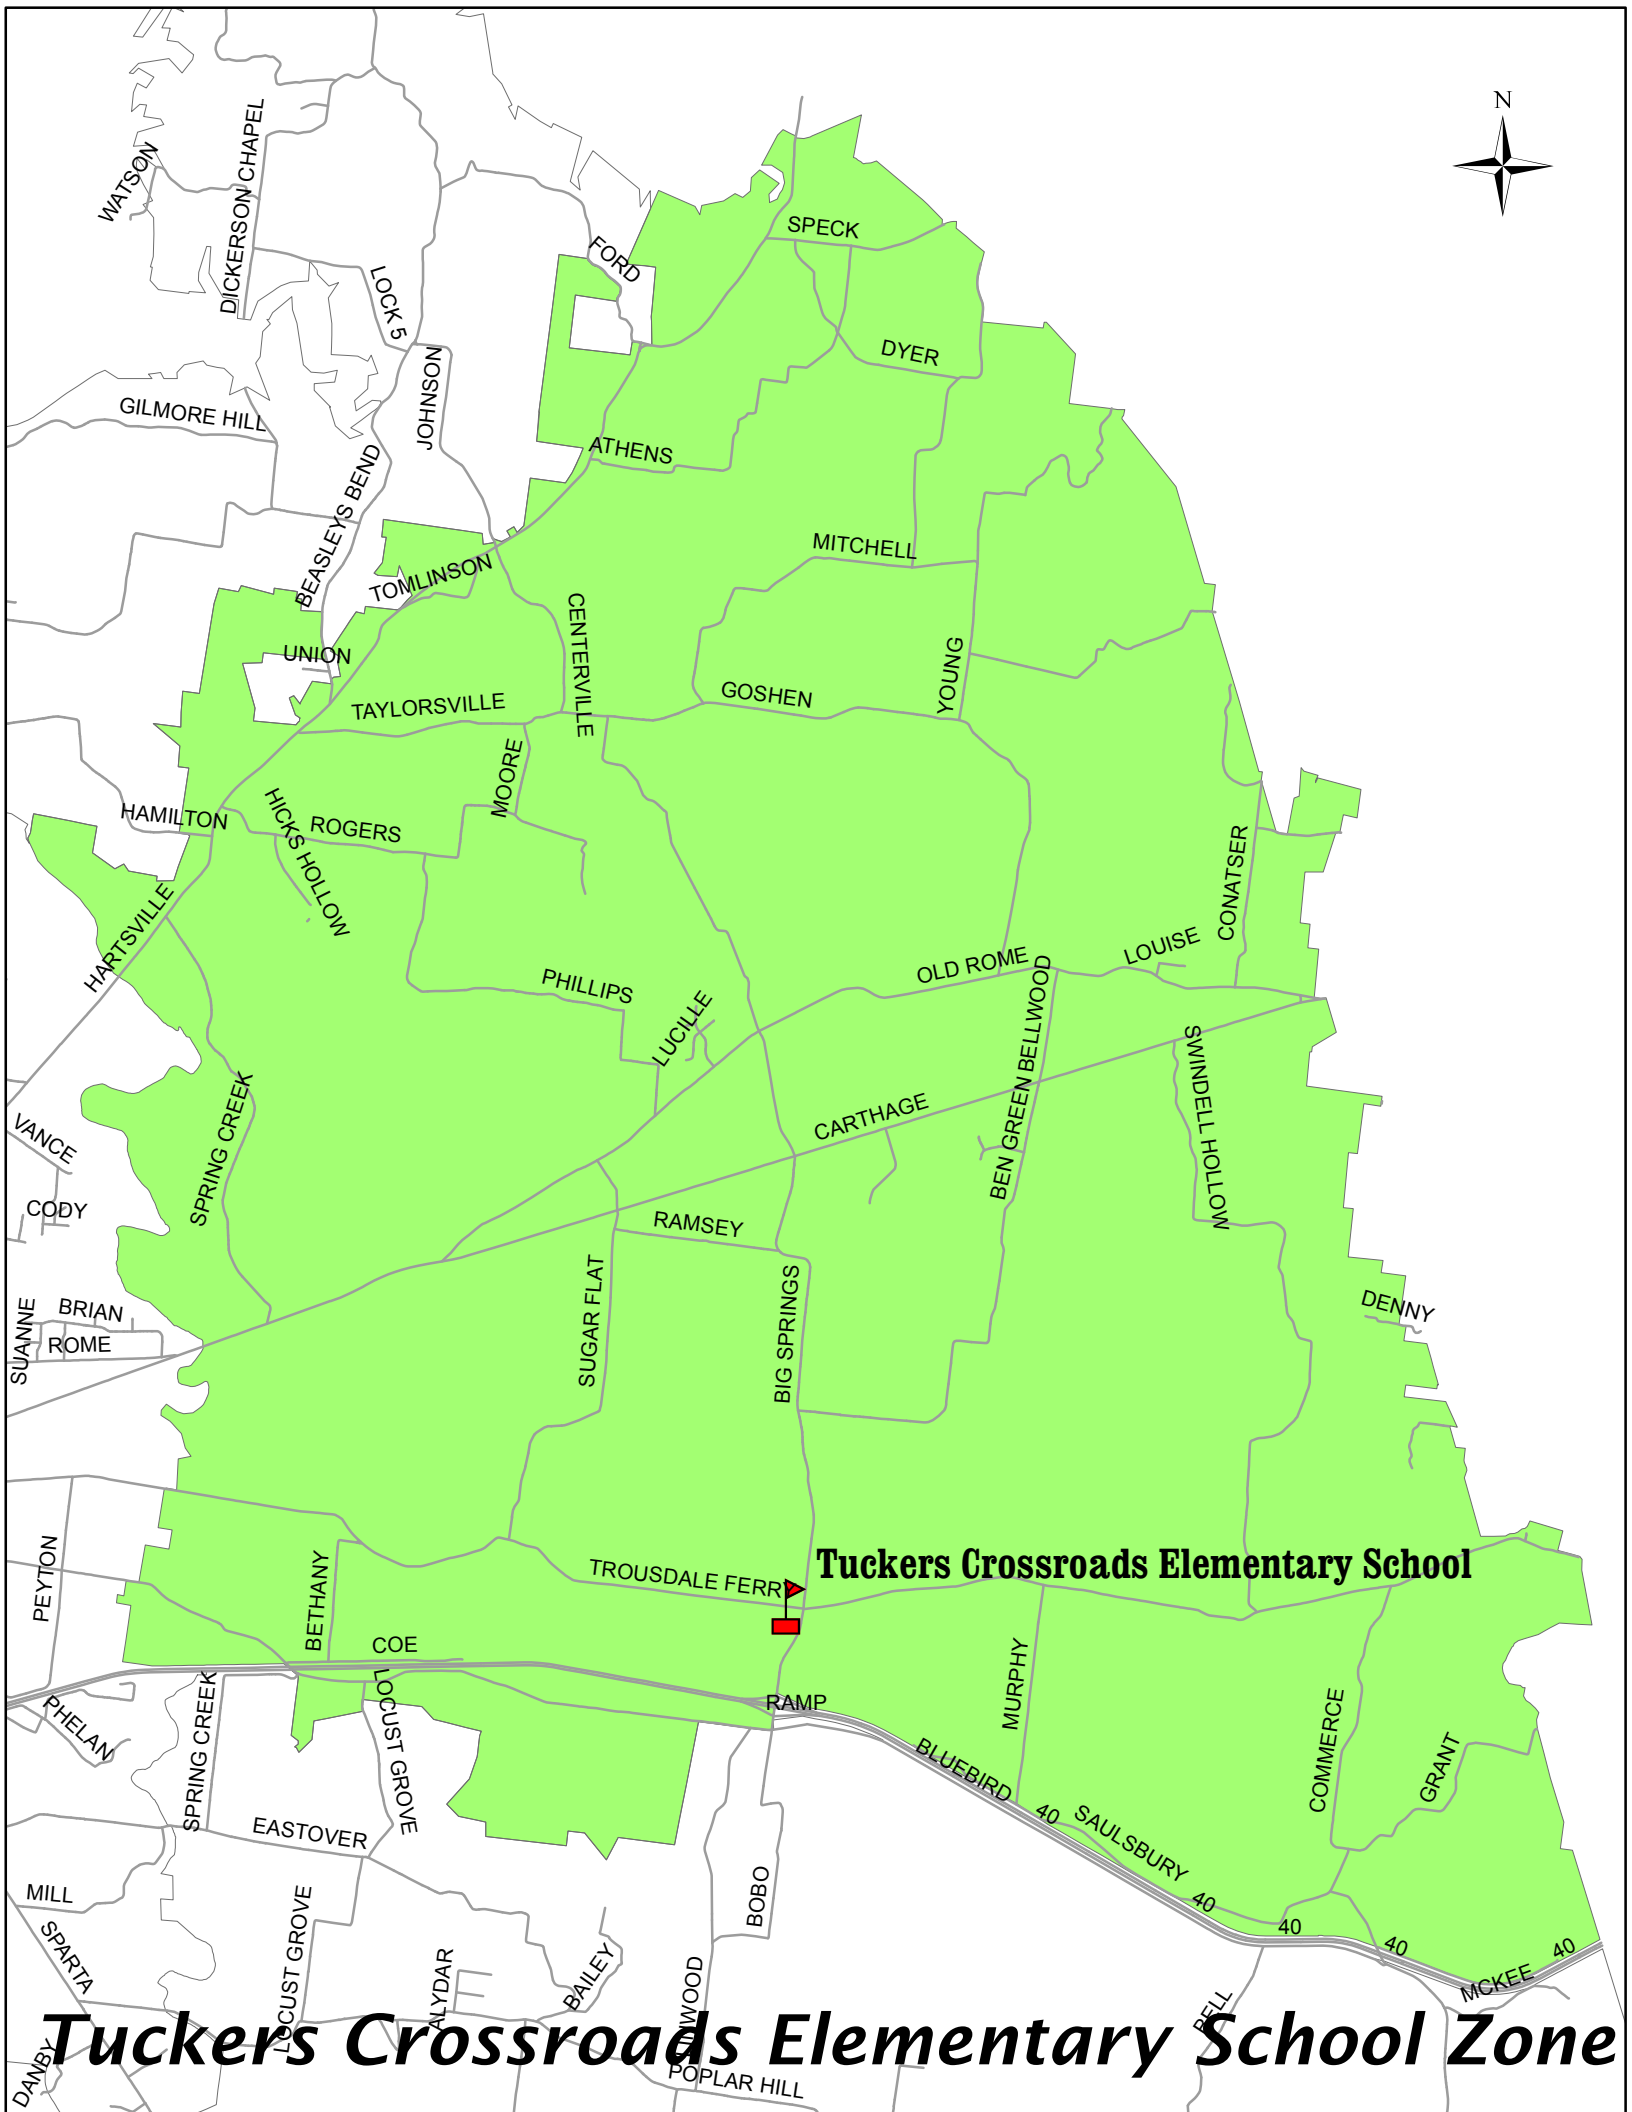 N
WATSON
DICKERSON CHAPEL
SPECK
FORD
LOCK 5
DYER
JOHNSON
GILMORE HILL
ATHENS
BEASLEYS BEND
MITCHELL
TOMLINSON
CENTERVILLE
UNION
YOUNG
GOSHEN
TAYLORSVILLE
MOORE
HAMILTON
HICKS HOLLOW
ROGERS
CONATSER
HARTSVILLE
LOUISE
OLD ROME
PHILLIPS
LUCILLE
BEN GREEN BELLWOOD
SWINDELL HOLLOW
SPRING CREEK
CARTHAGE
VANCE
CODY
RAMSEY
SUGAR FLAT
BIG SPRINGS
DENNY
SUANNE
BRIAN
ROME
PEYTON
BETHANY
TROUSDALE FERRY
Tuckers Crossroads Elementary School
COE
MURPHY
RAMP
LOCUST GROVE
SPRING CREEK
PHELAN
COMMERCE
GRANT
BLUEBIRD
40
SAULSBURY
EASTOVER
BOBO
MILL
40
40
40
40
MCKEE
SPARTA
LOCUST GROVE
ALYDAR
BAILEY
BELL
Tuckers Crossroads Elementary School Zone
DANBY
POPLAR HILL